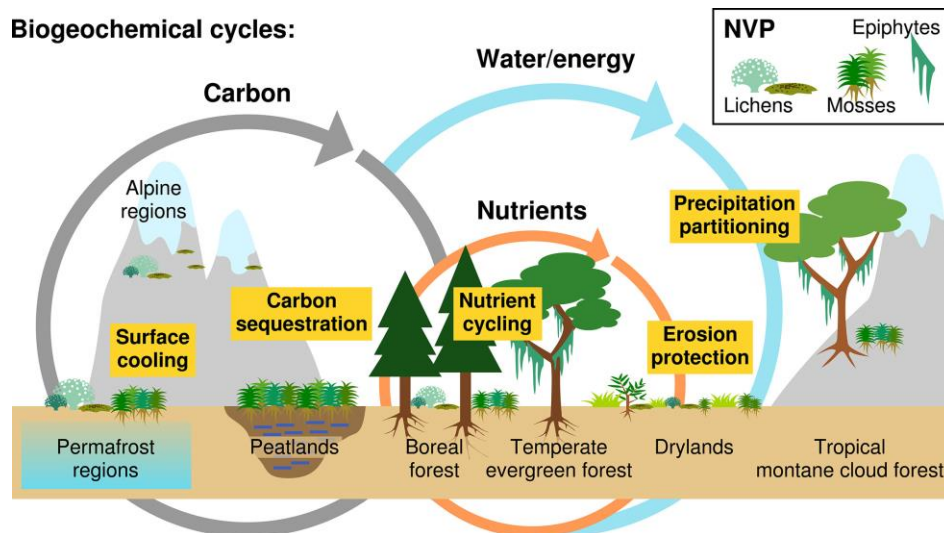 Biogeochemical cycles:
Water/energy
Carbon
NVP
Epiphytes
Lichens
Mosses
Alpine
regions
Nutrients
Precipitation
partitioning
Surface
cooling
Carbon
sequestration
Nutrient
cycling
Erosion
protection
Permafrost
regions
Peatlands
Boreal
forest
Temperate
evergreen forest
Drylands
Tropical
montane cloud forest